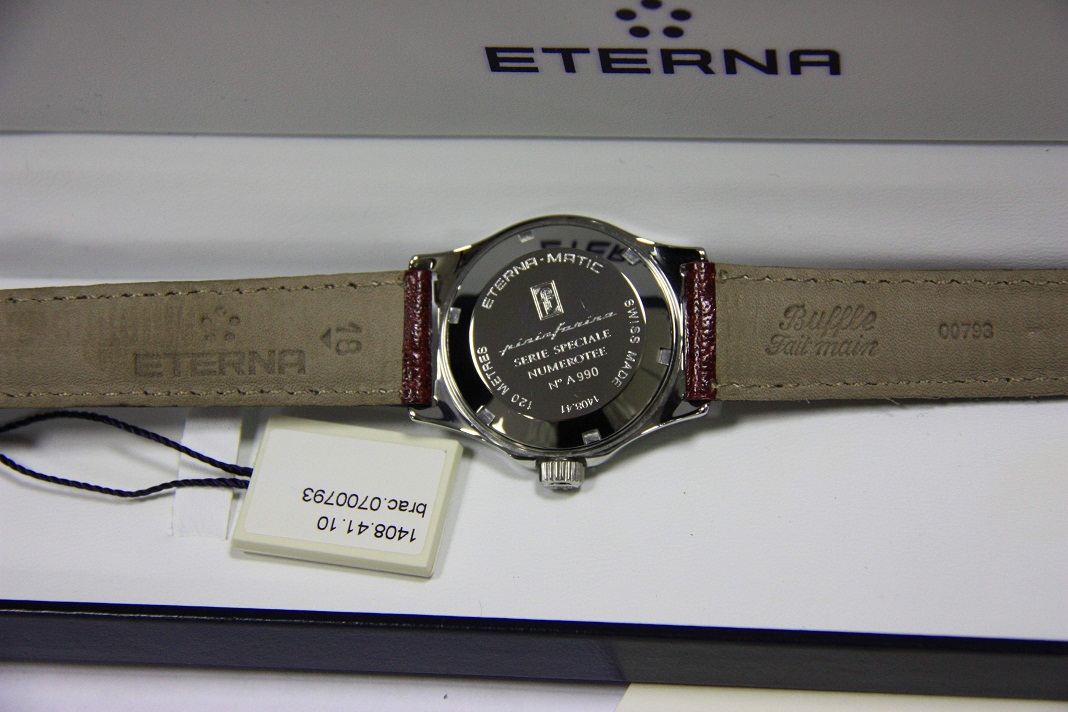 ETERNA
ETERNA-MATIC
pininfarina
SERIE SPECIALE
NUMEROTEE
Nº A 990
120 METRES
SWISS MADE
1408.41
ETERNA
18
Buffle
Fait main
00793
1408.41.10
brac.0700793